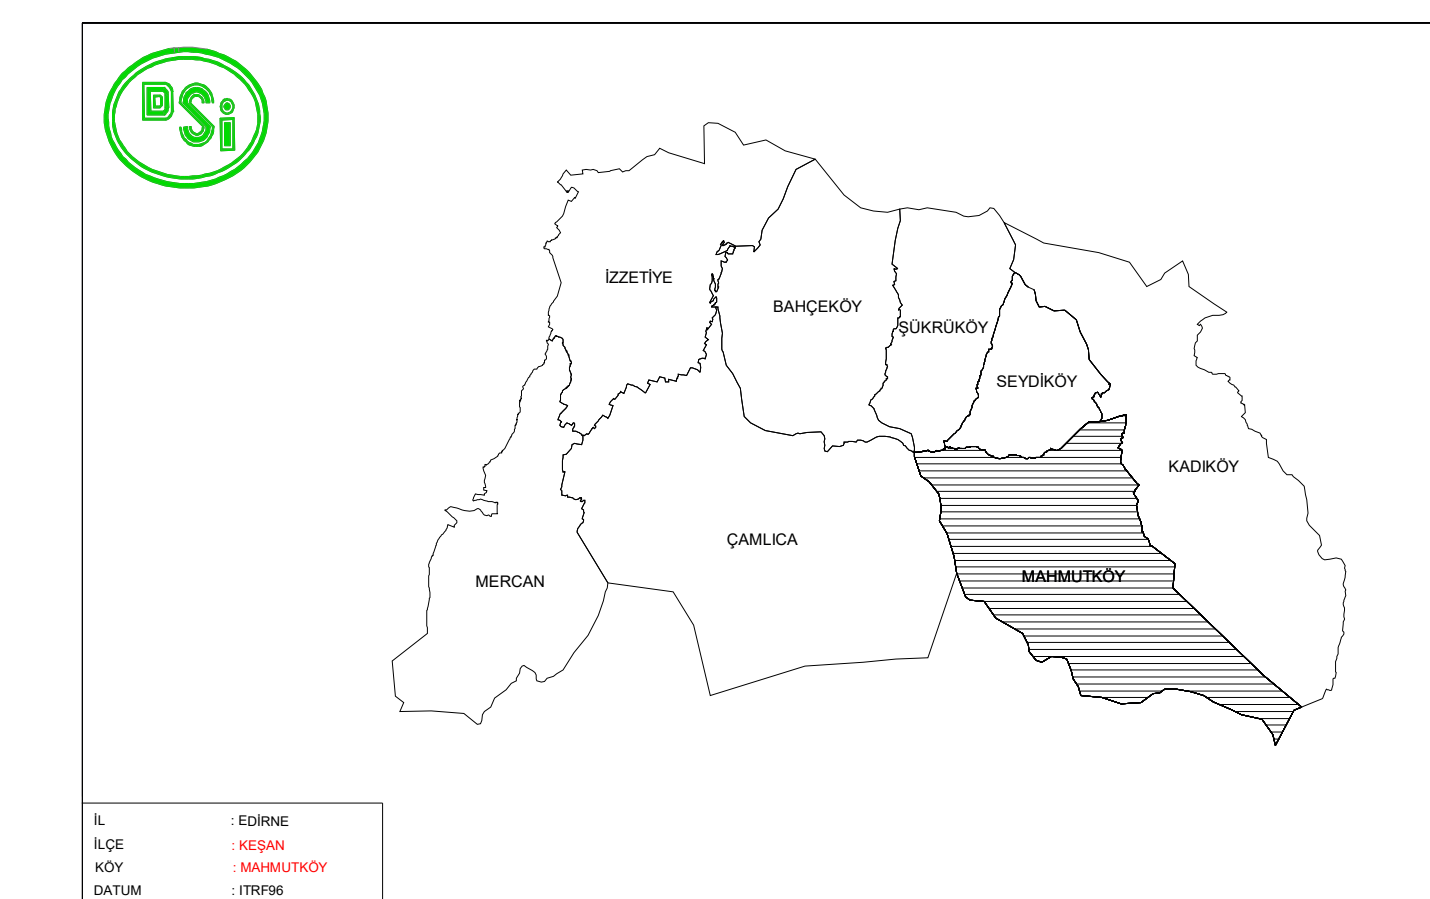 DSi
İZZETİYE
BAHÇEKÖY
ŞÜKRÜKÖY
SEYDİKÖY
KADIKÖY
ÇAMLICA
MAHMUTKÖY
MERCAN
İL : EDİRNE
İLÇE : KEŞAN
KÖY : MAHMUTKÖY
DATUM : ITRF96